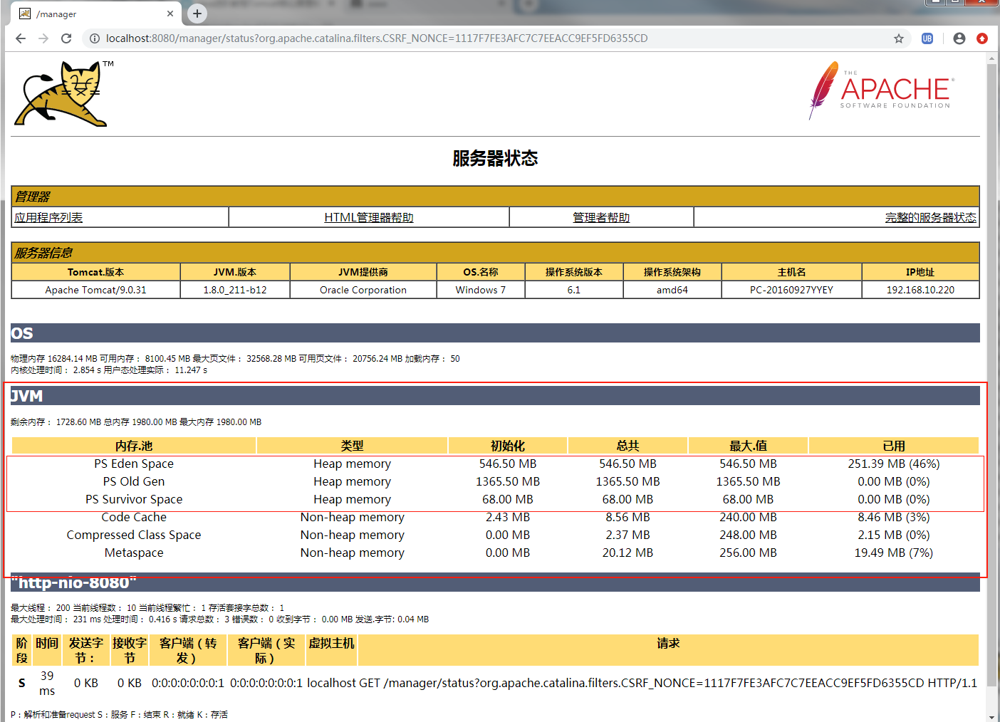 /manager
localhost:8080/manager/status?org.apache.catalina.filters.CSRF_NONCE=1117F7FE3AFC7C7EEACC9EF5FD6355CD
UB
TM
THE
APACHE®
SOFTWARE FOUNDATION
服务器状态
管理器
应用程序列表 HTML管理器帮助 管理者帮助 完整的服务器状态
服务器信息
Tomcat.版本 JVM.版本 JVM提供商 OS.名称 操作系统版本 操作系统架构 主机名 IP地址
Apache Tomcat/9.0.31 1.8.0_211-b12 Oracle Corporation Windows 7 6.1 amd64 PC-20160927YYEY 192.168.10.220
OS
物理内存 16284.14 MB 可用内存： 8100.45 MB 最大页文件： 32568.28 MB 可用页文件： 20756.24 MB 加载内存： 50
内核处理时间： 2.854 s 用户态处理实际： 11.247 s
JVM
剩余内存： 1728.60 MB 总内存 1980.00 MB 最大内存 1980.00 MB
内存.池 类型 初始化 总共 最大.值 已用
PS Eden Space Heap memory 546.50 MB 546.50 MB 546.50 MB 251.39 MB (46%)
PS Old Gen Heap memory 1365.50 MB 1365.50 MB 1365.50 MB 0.00 MB (0%)
PS Survivor Space Heap memory 68.00 MB 68.00 MB 68.00 MB 0.00 MB (0%)
Code Cache Non-heap memory 2.43 MB 8.56 MB 240.00 MB 8.46 MB (3%)
Compressed Class Space Non-heap memory 0.00 MB 2.37 MB 248.00 MB 2.15 MB (0%)
Metaspace Non-heap memory 0.00 MB 20.12 MB 256.00 MB 19.49 MB (7%)
"http-nio-8080"
最大线程： 200 当前线程数： 10 当前线程繁忙： 1 存活套接字总数： 1
最大处理时间： 231 ms 处理时间： 0.416 s 请求总数： 3 错误数： 0 收到字节： 0.00 MB 发送.字节: 0.04 MB
阶段 时间 发送字节： 接收字节 客户端（转发） 客户端（实际） 虚拟主机 请求
S 39 ms 0 KB 0 KB 0:0:0:0:0:0:0:1 0:0:0:0:0:0:0:1 localhost GET /manager/status?org.apache.catalina.filters.CSRF_NONCE=1117F7FE3AFC7C7EEACC9EF5FD6355CD HTTP/1.1
P：解析和准备request S：服务 F：结束 R：就绪 K：存活